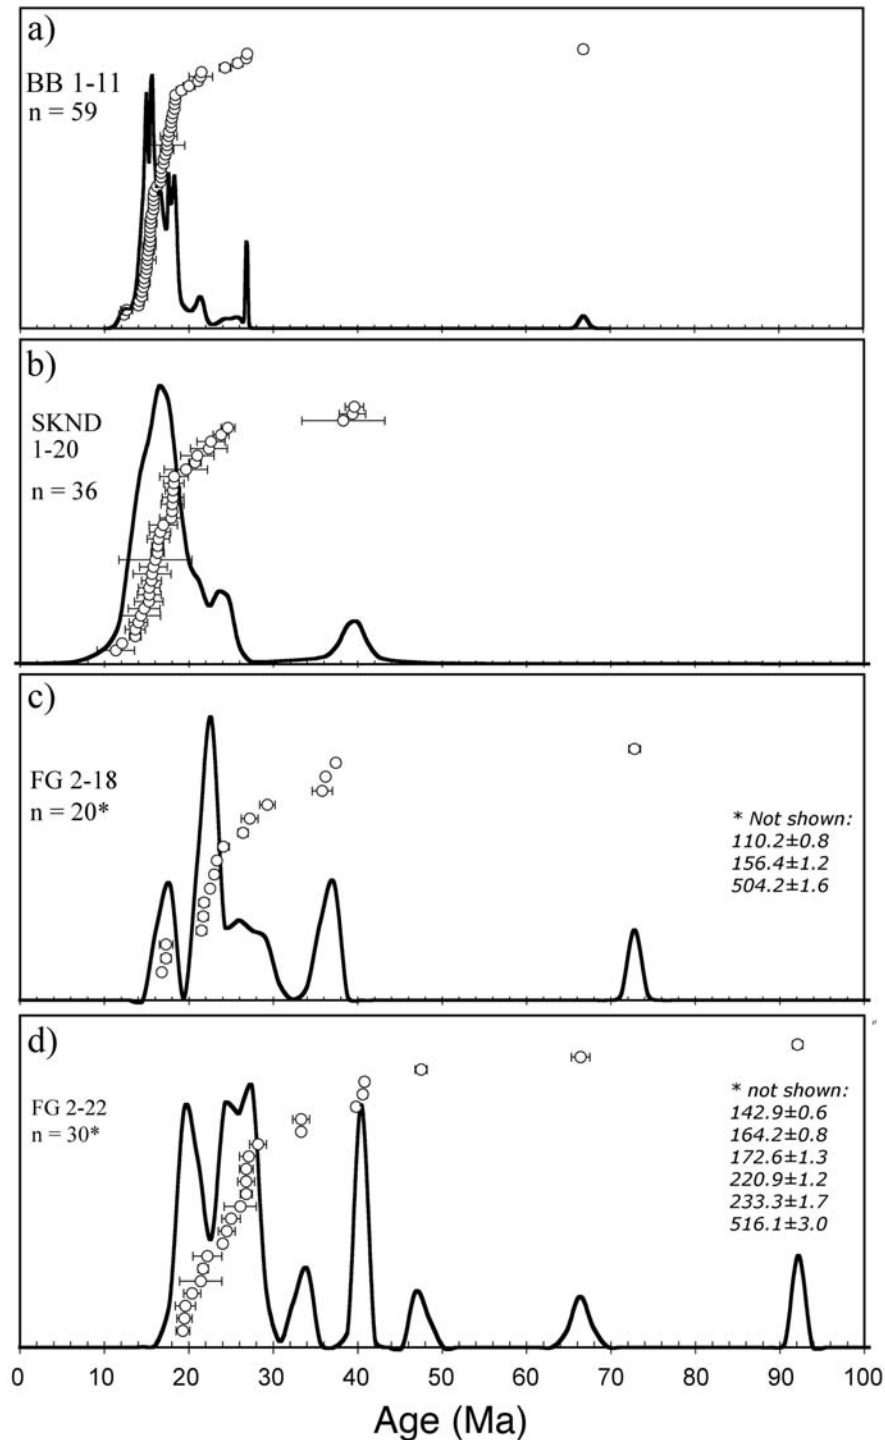 a)
BB 1-11
n = 59
b)
SKND
1-20
n = 36
c)
FG 2-18
n = 20*
* Not shown:
110.2±0.8
156.4±1.2
504.2±1.6
d)
FG 2-22
n = 30*
* not shown:
142.9±0.6
164.2±0.8
172.6±1.3
220.9±1.2
233.3±1.7
516.1±3.0
0 10 20 30 40 50 60 70 80 90 100
Age (Ma)